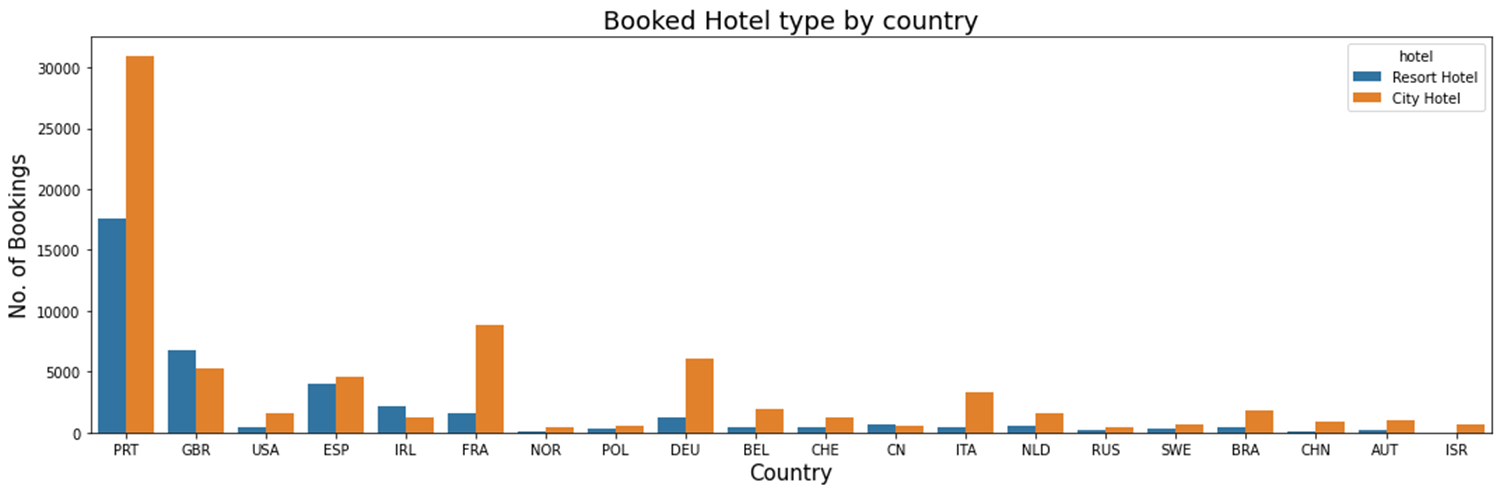 Booked Hotel type by country
hotel
Resort Hotel
City Hotel
No. of Bookings
30000
25000
20000
15000
10000
5000
0
PRT GBR USA ESP IRL FRA NOR POL DEU BEL CHE CN ITA NLD RUS SWE BRA CHN AUT ISR
Country